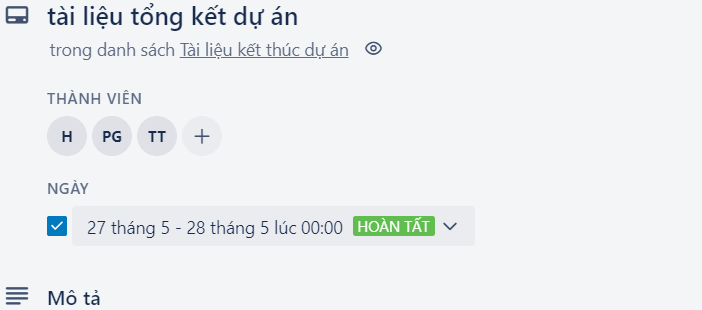 tài liệu tổng kết dự án
trong danh sách Tài liệu kết thúc dự án
THÀNH VIÊN
H PG TT
NGÀY
27 tháng 5 - 28 tháng 5 lúc 00:00 HOÀN TẤT
Mô tả